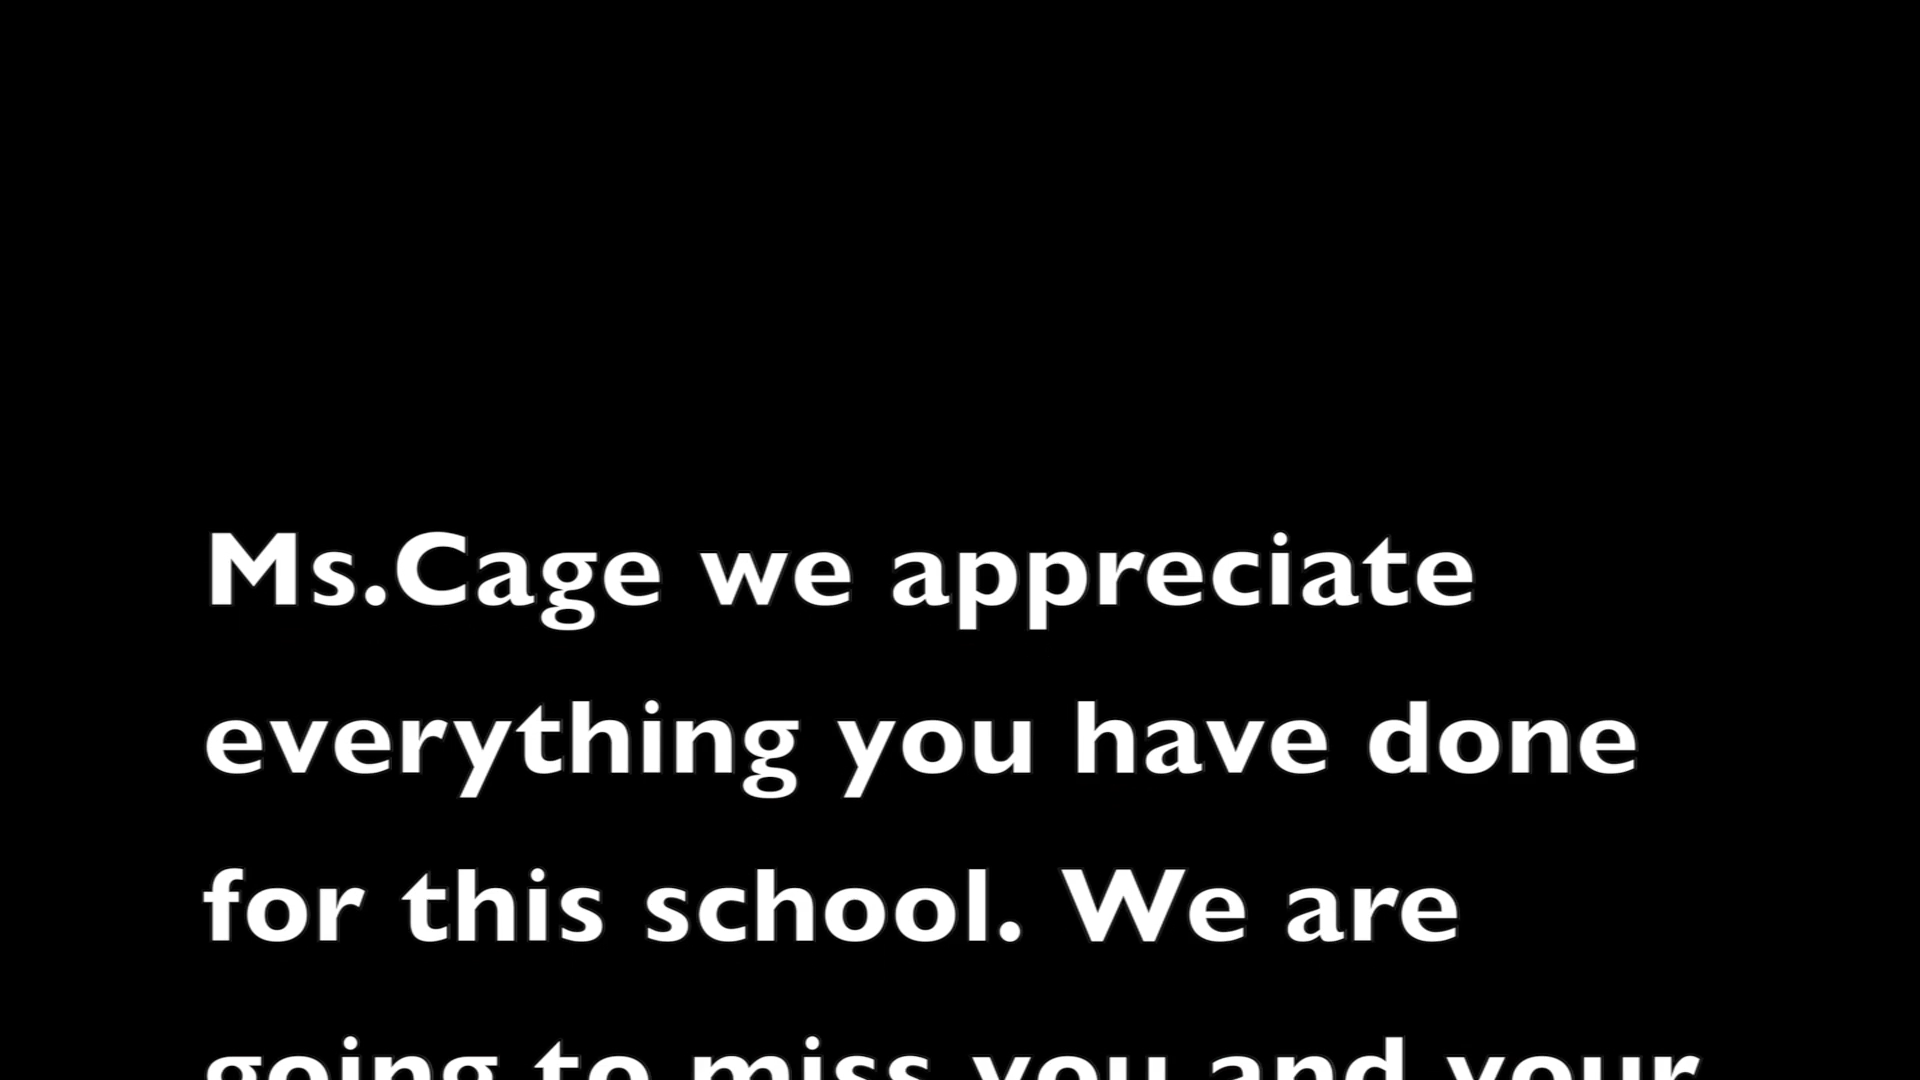 Ms.Cage we appreciate
everything you have done
for this school. We are
going to miss you and your